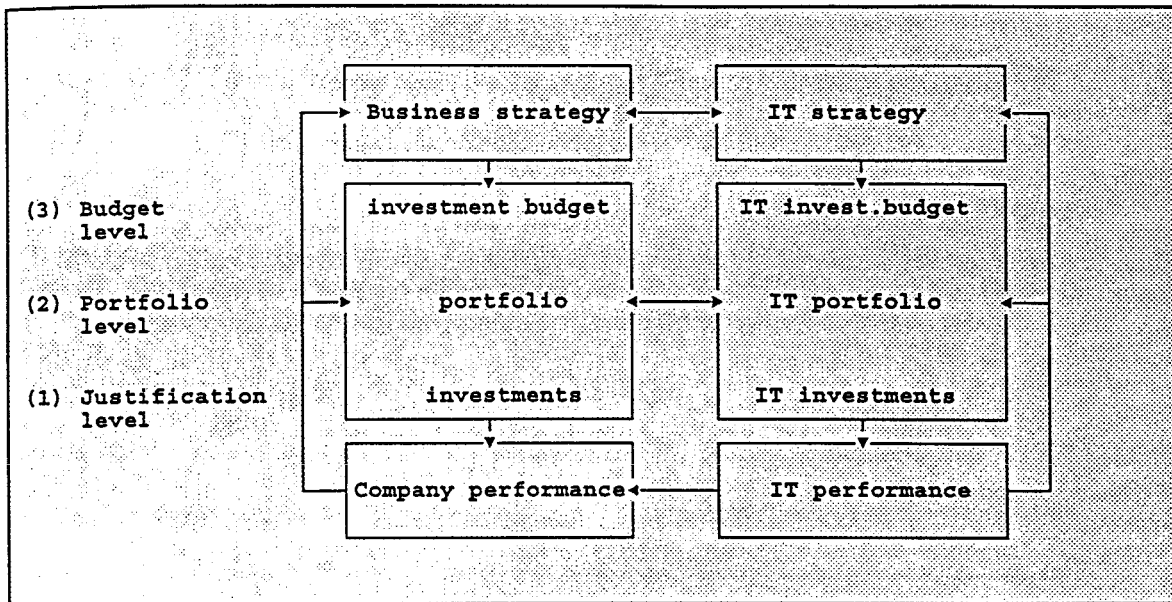 Business strategy
IT strategy
(3) Budget
level
investment budget
IT invest.budget
(2) Portfolio
level
portfolio
IT portfolio
(1) Justification
level
investments
IT investments
Company performance
IT performance